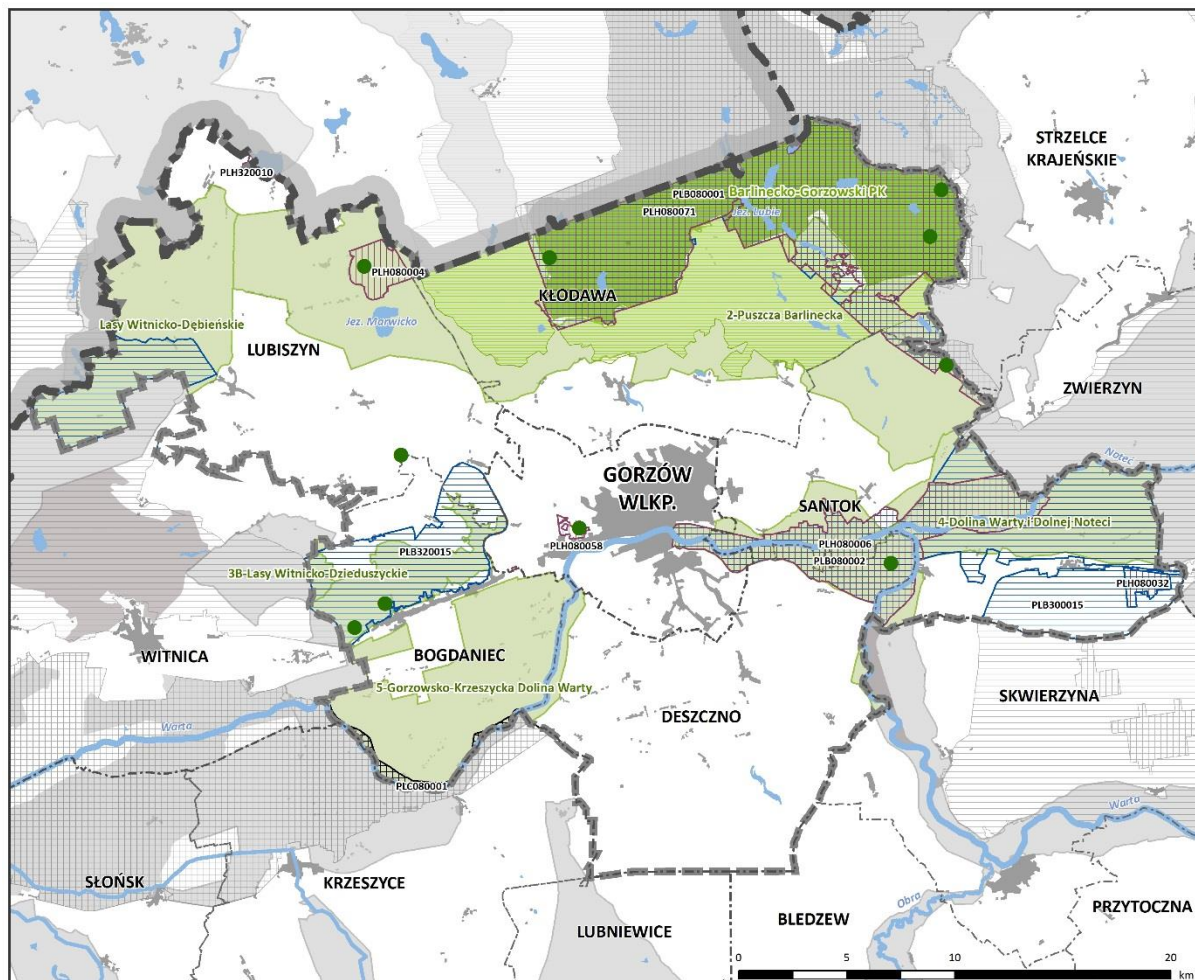 STRZELCE
KRAJEŃSKIE
PLH320010
PLB080001
Barlinecko-Gorzowski PK
PLH080071
Jez. Lubie
PLH080004
KŁODAWA
Jez. Marwicko
2-Puszcza Barlinecka
Lasy Witnicko-Dębieńskie
LUBISZYN
ZWIERZYN
Noteć
GORZÓW
WLKP.
SANTOK
4-Dolina Warty i Dolnej Noteci
PLH080058
PLH080006
PLB080002
PLB320015
3B-Lasy Witnicko-Dzieduszyckie
PLH080032
PLB300015
WITNICA
BOGDANIEC
5-Gorzowsko-Krzeszycka Dolina Warty
SKWIERZYNA
DESZCZNO
Warta
PLC080001
Warta
SŁOŃSK
KRZESZYCE
Obra
PRZYTOCZNA
LUBNIEWICE
BLEDZEW
0 5 10 20
km